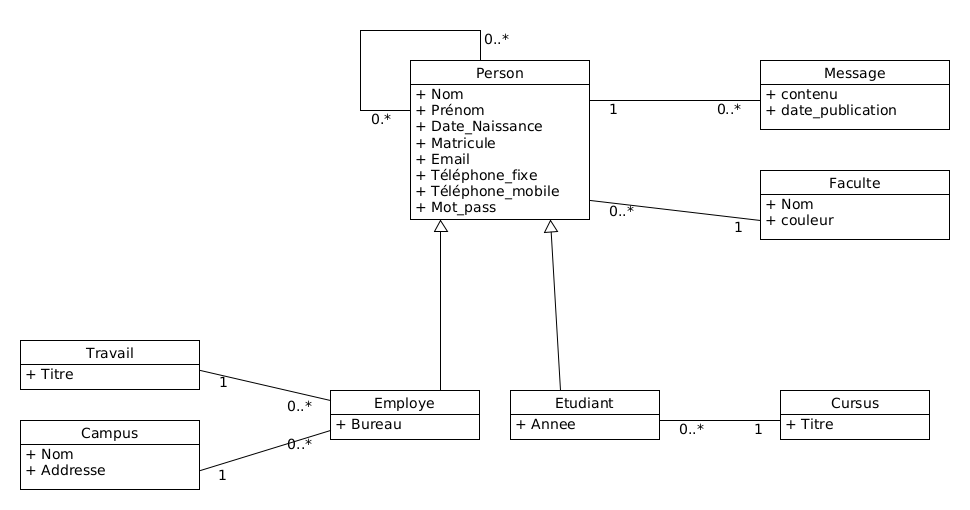 0..*
Person
+ Nom
+ Prénom
+ Date_Naissance
+ Matricule
+ Email
+ Téléphone_fixe
+ Téléphone_mobile
+ Mot_pass
0.*
1
0..*
Message
+ contenu
+ date_publication
0..*
1
Faculte
+ Nom
+ couleur
Travail
+ Titre
1
0..*
Campus
+ Nom
+ Addresse
1
0..*
Employe
+ Bureau
Etudiant
+ Annee
0..*
1
Cursus
+ Titre